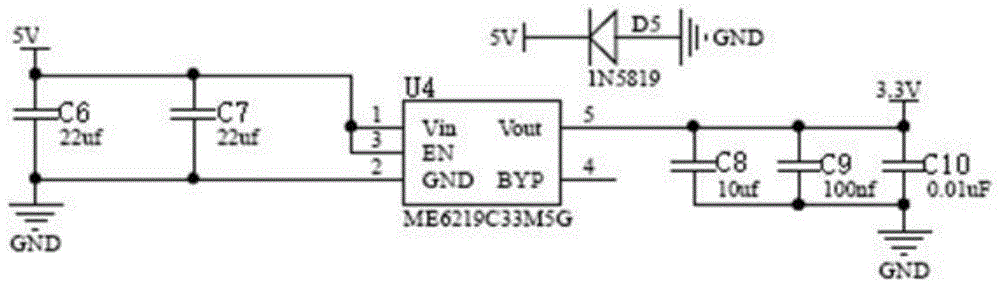 5V
C6
22uf
C7
22uf
GND
5V
D5
GND
1N5819
U4
1
Vin
Vout
5
3
EN
2
GND
BYP
4
ME6219C33M5G
3.3V
C8
10uf
C9
100nf
C10
0.01uF
GND